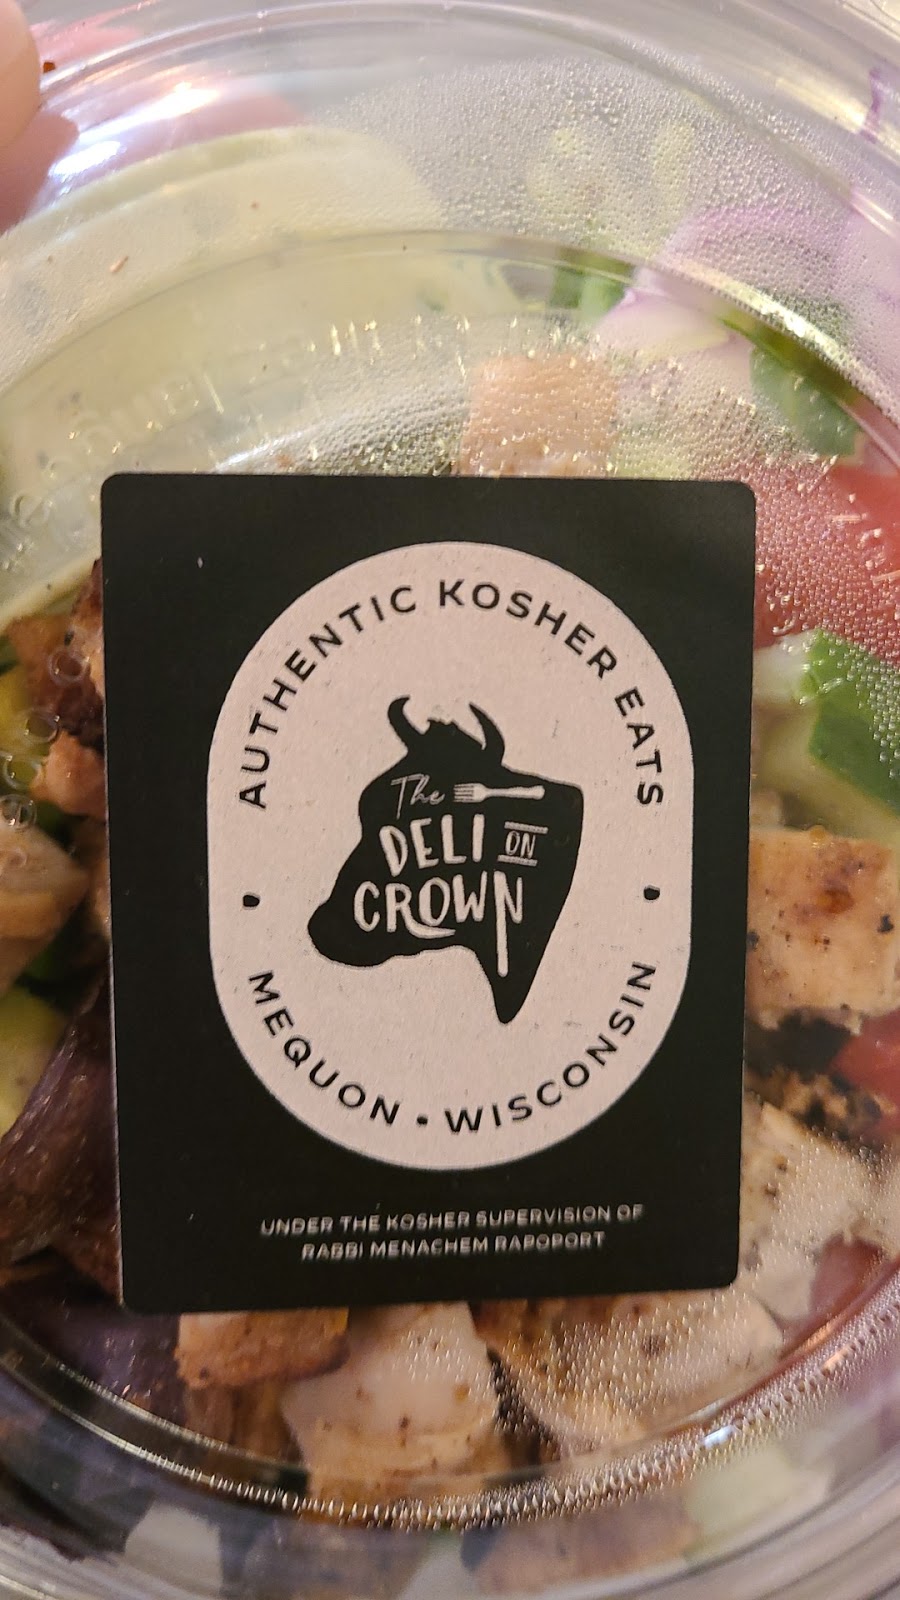 AUTHENTIC KOSHER EATS
The
DELI ON
CROWN
MEQUON • WISCONSIN
UNDER THE KOSHER SUPERVISION OF
RABBI MENACHEM RAPOPORT